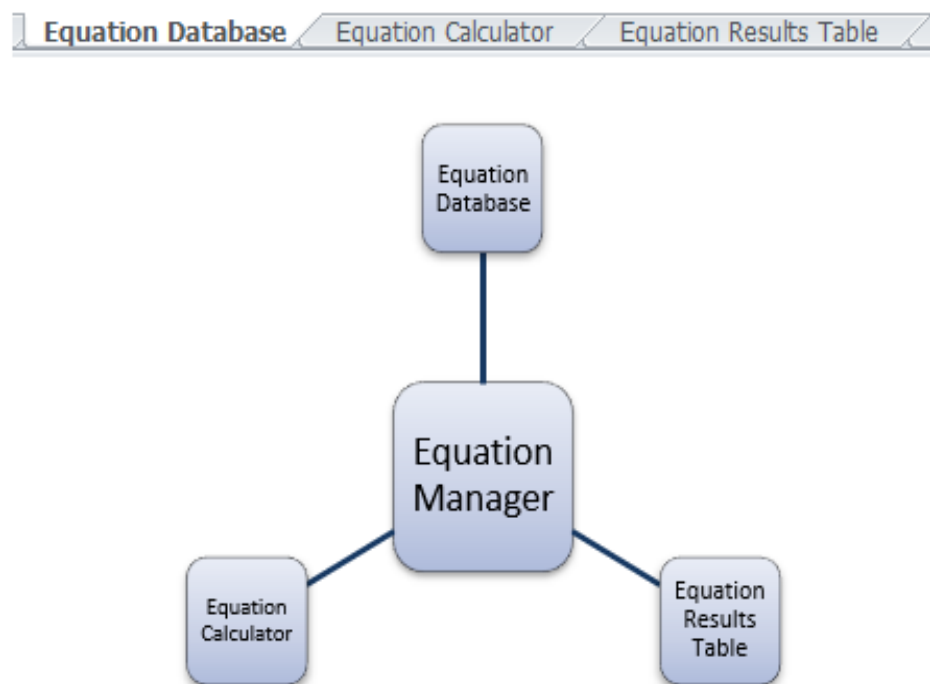 Equation Database Equation Calculator Equation Results Table
Equation
Database
Equation
Manager
Equation
Calculator
Equation
Results
Table